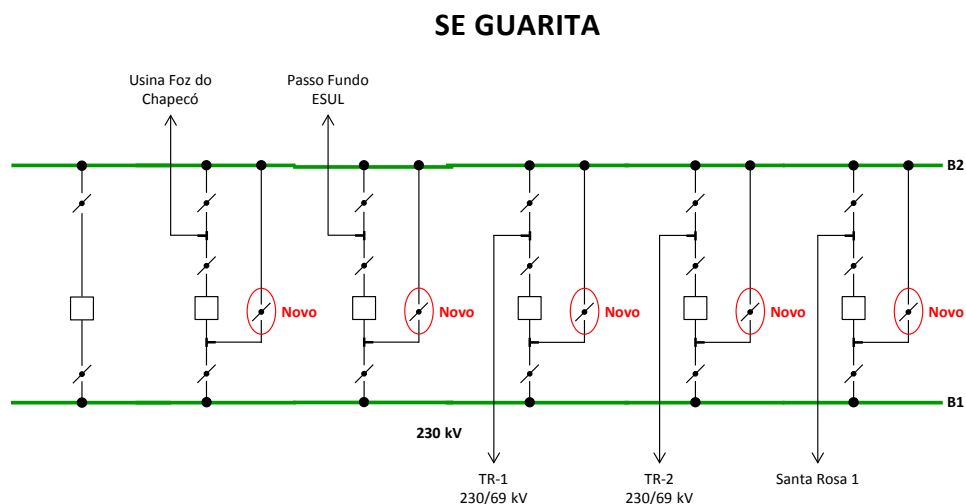 SE GUARITA
Usina Foz do
Chapecó
Passo Fundo
ESUL
B2
Novo
Novo
Novo
Novo
Novo
B1
230 kV
TR-1
230/69 kV
TR-2
230/69 kV
Santa Rosa 1